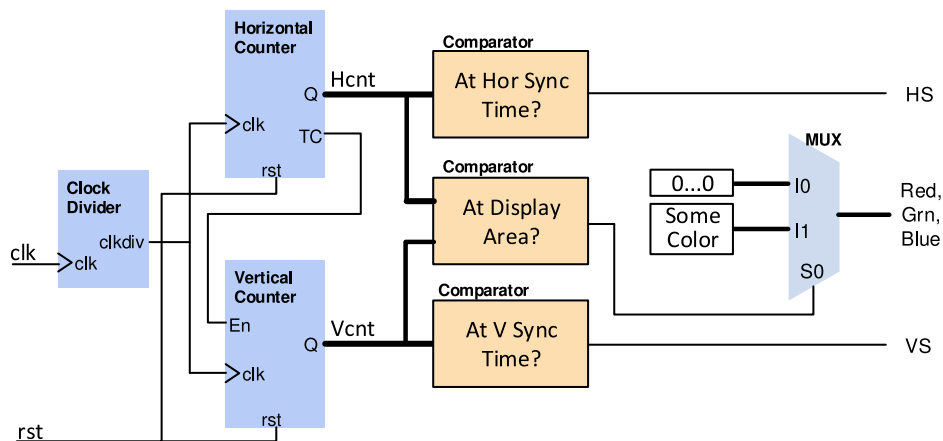 Horizontal
Counter
Hcnt
Q
clk
TC
rst
Comparator
At Hor Sync
Time?
HS
Clock
Divider
clkdiv
clk
clk
Comparator
At Display
Area?
MUX
0...0
I0
Some
Color
I1
S0
Red,
Grn,
Blue
Vertical
Counter
Vcnt
En
Q
clk
rst
Comparator
At V Sync
Time?
VS
rst